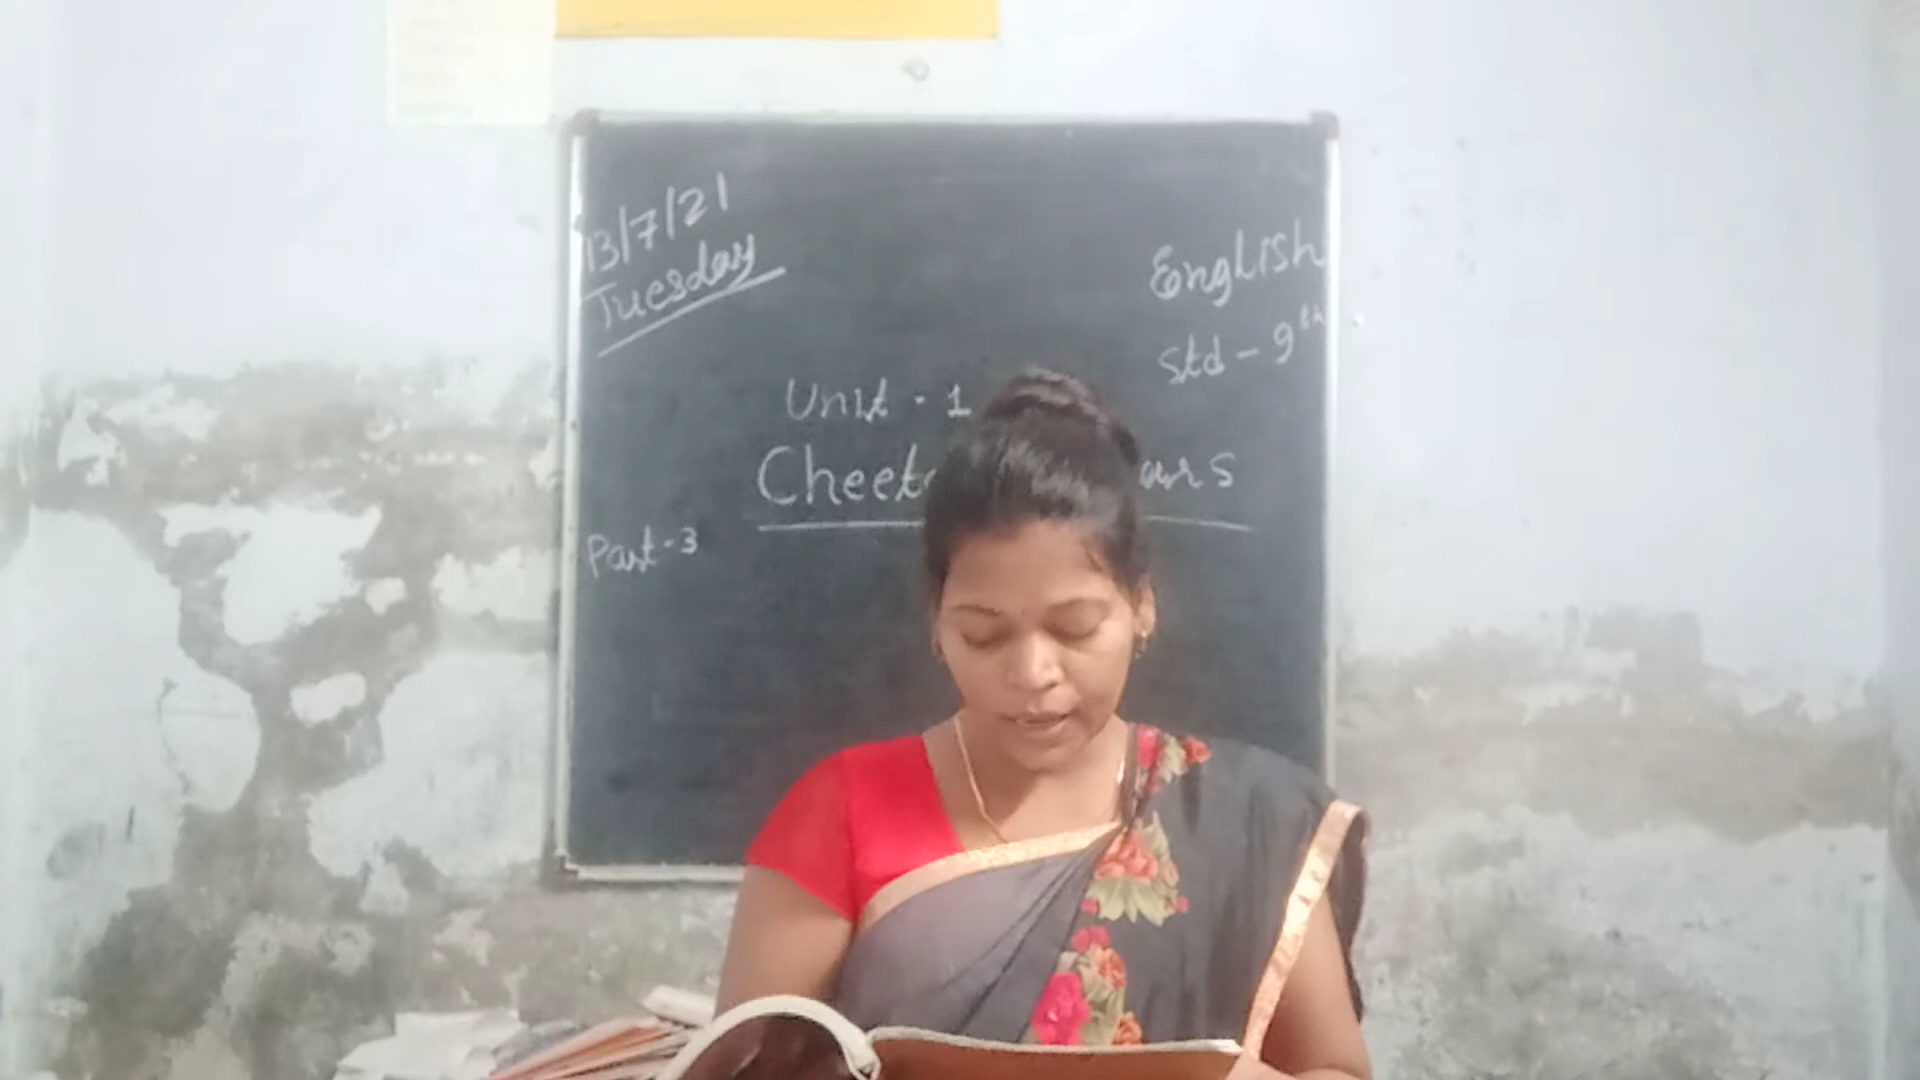 13/7/21
Tuesday
English
Std - 9th
Unit - 1
Part - 3